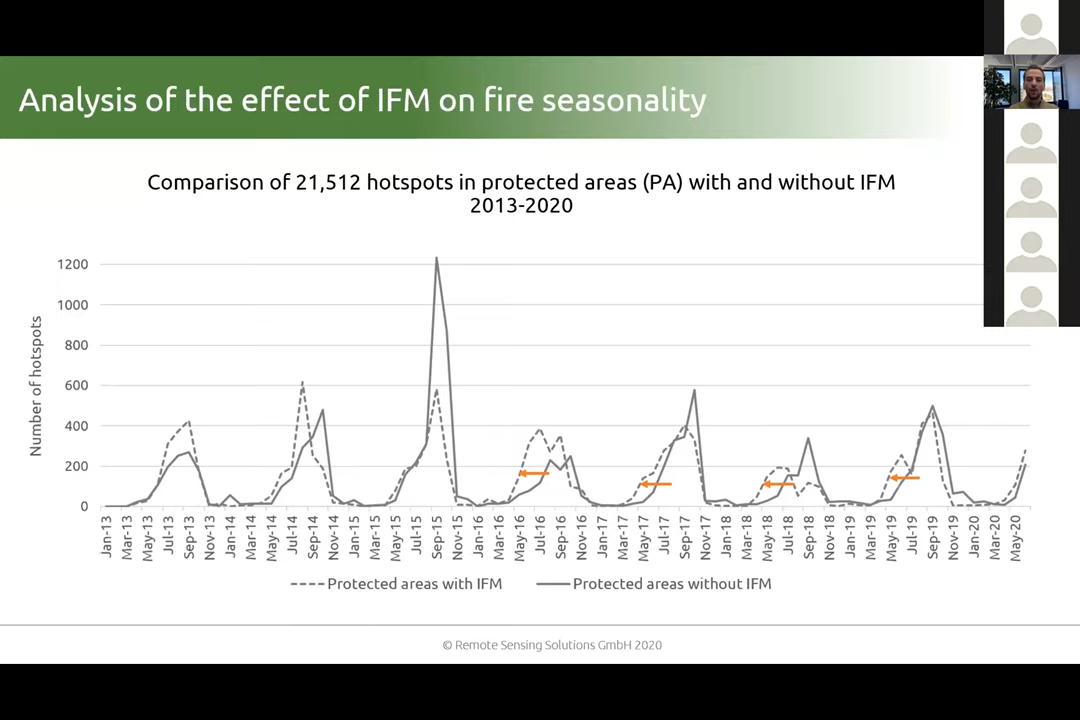 Analysis of the effect of IFM on fire seasonality
Comparison of 21,512 hotspots in protected areas (PA) with and without IFM
2013-2020
Number of hotspots
1200
1000
800
600
400
200
0
Jan-13
Mar-13
May-13
Jul-13
Sep-13
Nov-13
Jan-14
Mar-14
May-14
Jul-14
Sep-14
Nov-14
Jan-15
Mar-15
May-15
Jul-15
Sep-15
Nov-15
Jan-16
Mar-16
May-16
Jul-16
Sep-16
Nov-16
Jan-17
Mar-17
May-17
Jul-17
Sep-17
Nov-17
Jan-18
Mar-18
May-18
Jul-18
Sep-18
Nov-18
Jan-19
Mar-19
May-19
Jul-19
Sep-19
Nov-19
Jan-20
Mar-20
May-20
Protected areas with IFM
Protected areas without IFM
© Remote Sensing Solutions GmbH 2020